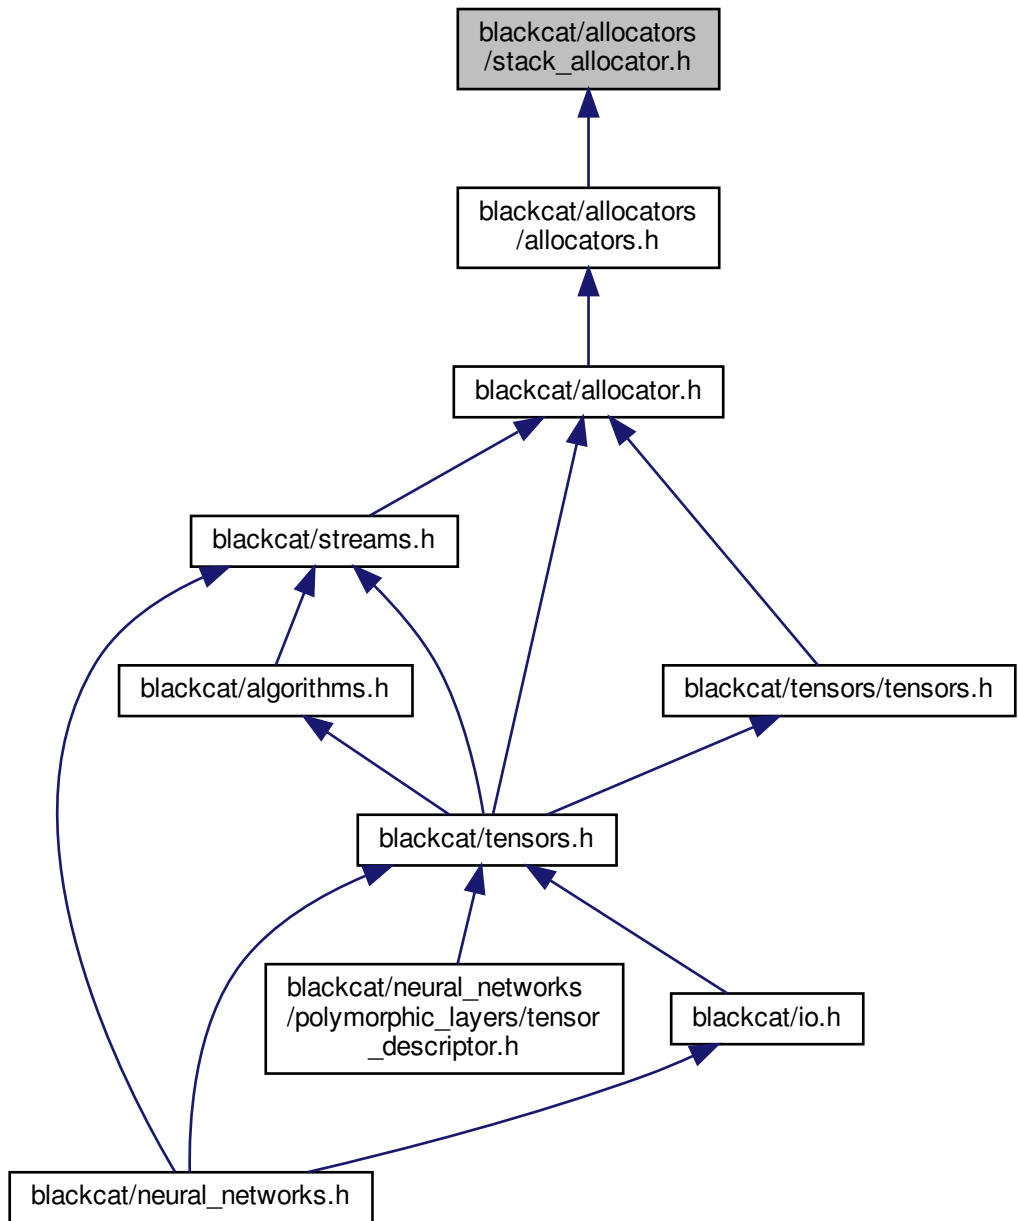 blackcat/allocators
/stack_allocator.h
blackcat/allocators
/allocators.h
blackcat/allocator.h
blackcat/streams.h
blackcat/algorithms.h
blackcat/tensors/tensors.h
blackcat/tensors.h
blackcat/neural_networks
/polymorphic_layers/tensor
_descriptor.h
blackcat/io.h
blackcat/neural_networks.h